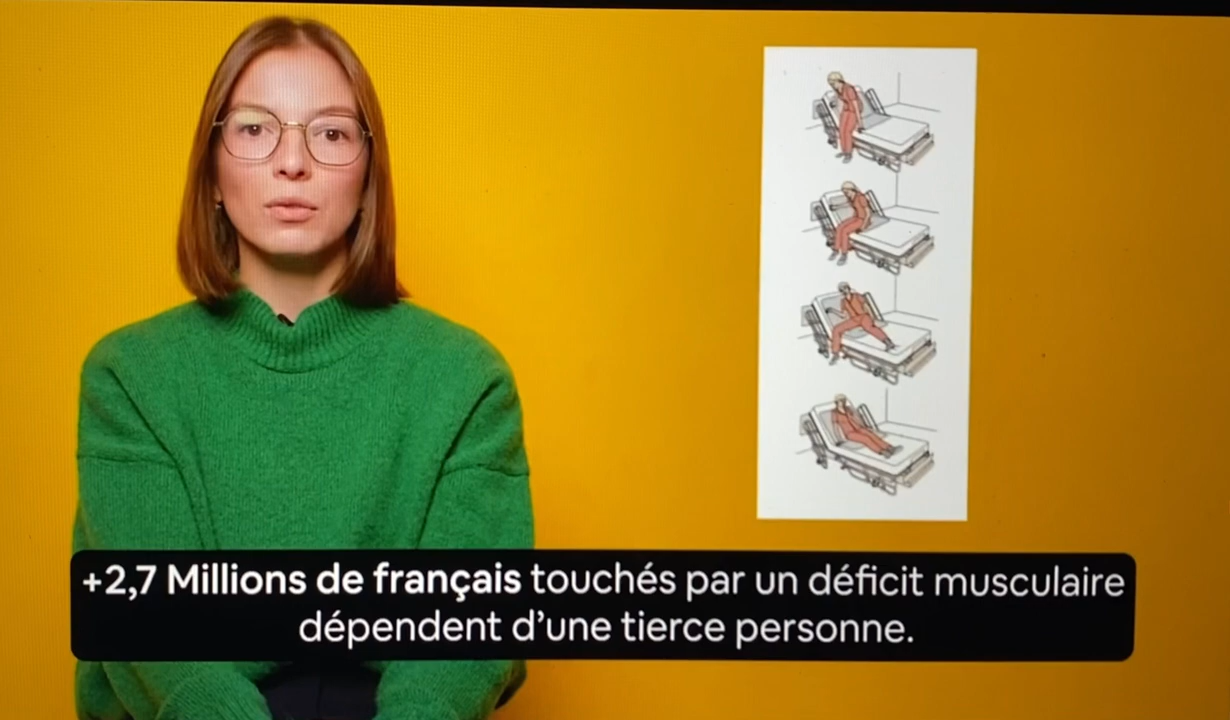 +2,7 Millions de français touchés par un déficit musculaire
dépendent d’une tierce personne.